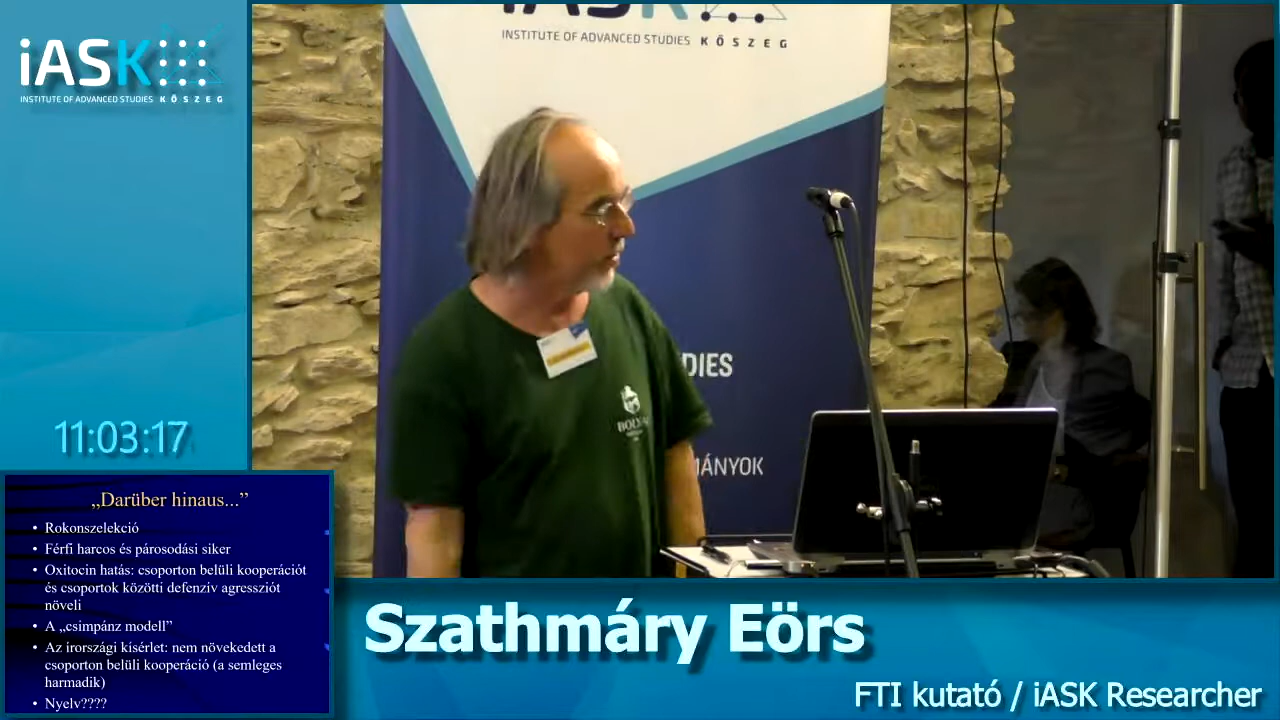 iASK
INSTITUTE OF ADVANCED STUDIES KŐSZEG
iASK
INSTITUTE OF ADVANCED STUDIES KŐSZEG
DIES
MÁNYOK
11:03:17
„Darüber hinaus...”
• Rokonszelekció
• Férfi harcos és párosodási siker
• Oxitocin hatás: csoporton belüli kooperációt
és csoportok közötti defenzív agressziót
növeli
• A „csimpánz modell”
• Az írországi kísérlet: nem növekedett a
csoporton belüli kooperáció (a semleges
harmadik)
• Nyelv????
Szathmáry Eörs
FTI kutató / iASK Researcher